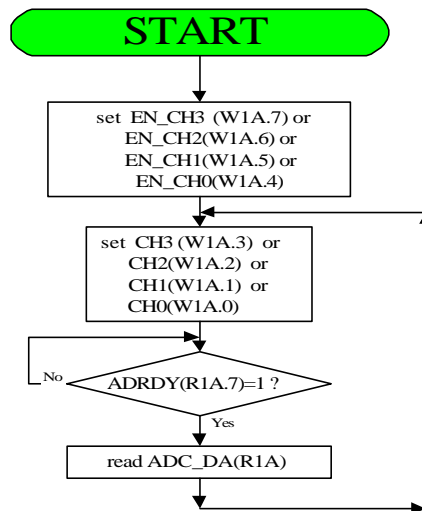 START
set EN_CH3 (W1A.7) or
EN_CH2(W1A.6) or
EN_CH1(W1A.5) or
EN_CH0(W1A.4)
set CH3 (W1A.3) or
CH2(W1A.2) or
CH1(W1A.1) or
CH0(W1A.0)
ADRDY(R1A.7)=1 ?
No
Yes
read ADC_DA(R1A)